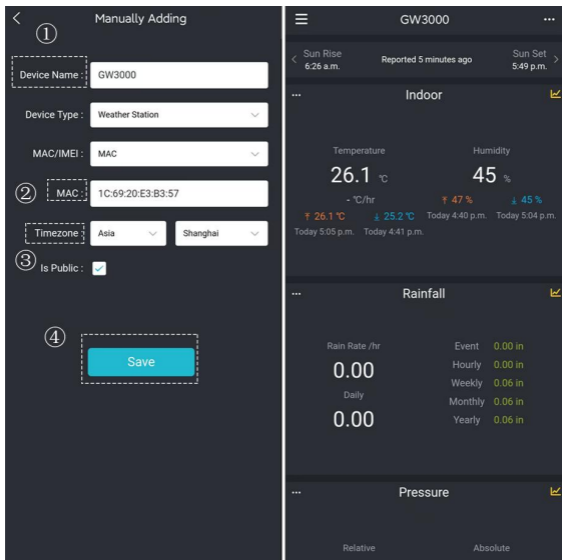 Manually Adding
①
Device Name : GW3000
Device Type : Weather Station
MAC/IMEI : MAC
② MAC : 1C:69:20:E3:B3:57
Timezone : Asia Shanghai
③ Is Public :
④
Save
GW3000
Sun Rise
6:26 a.m.
Reported 5 minutes ago
Sun Set
5:49 p.m.
Indoor
Temperature
26.1 ℃
- ℃/hr
26.1 ℃ 25.2 ℃
Today 5:05 p.m. Today 4:41 p.m.
Humidity
45 %
47 % 45 %
Today 4:40 p.m. Today 5:04 p.m.
Rainfall
Rain Rate /hr
0.00
Daily
0.00
Event 0.00 in
Hourly 0.00 in
Weekly 0.06 in
Monthly 0.06 in
Yearly 0.06 in
Pressure
Relative Absolute